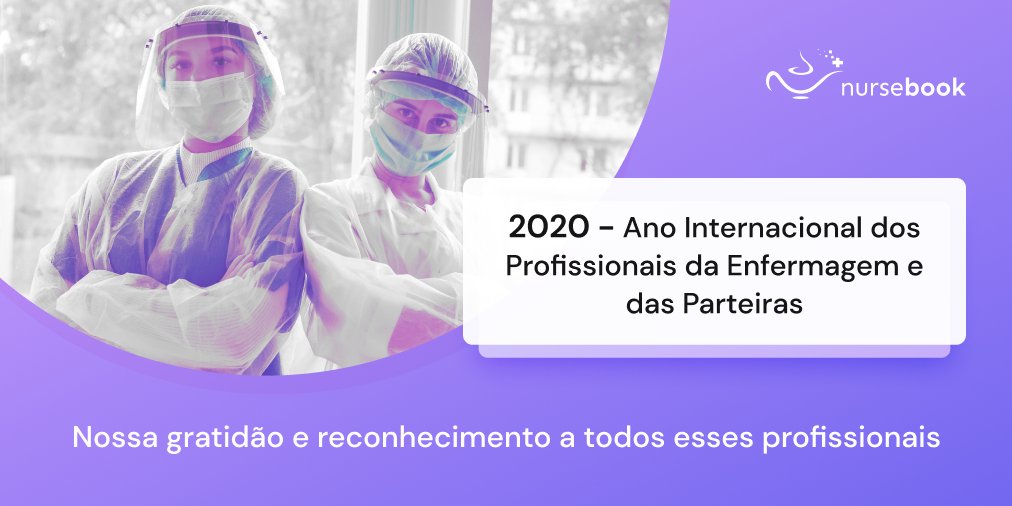 nursebook
2020 – Ano Internacional dos
Profissionais da Enfermagem e
das Parteiras
Nossa gratidão e reconhecimento a todos esses profissionais